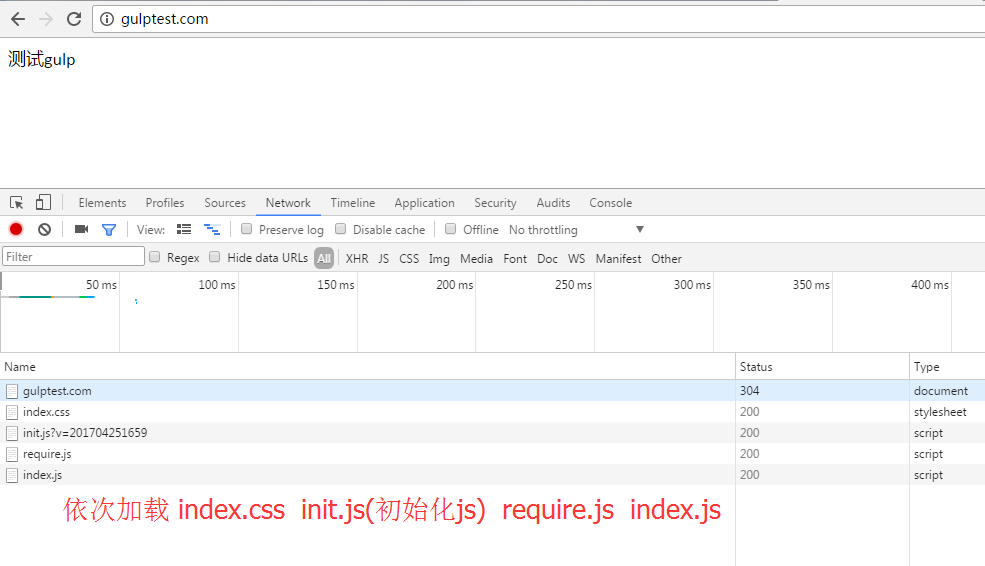 gulptest.com
测试gulp
Elements Profiles Sources Network Timeline Application Security Audits Console
View: Preserve log Disable cache Offline No throttling
Filter Regex Hide data URLs All XHR JS CSS Img Media Font Doc WS Manifest Other
50 ms 100 ms 150 ms 200 ms 250 ms 300 ms 350 ms 400 ms
Name Status Type
gulptest.com 304 document
index.css 200 stylesheet
init.js?v=201704251659 200 script
require.js 200 script
index.js 200 script
依次加载 index.css init.js(初始化js) require.js index.js